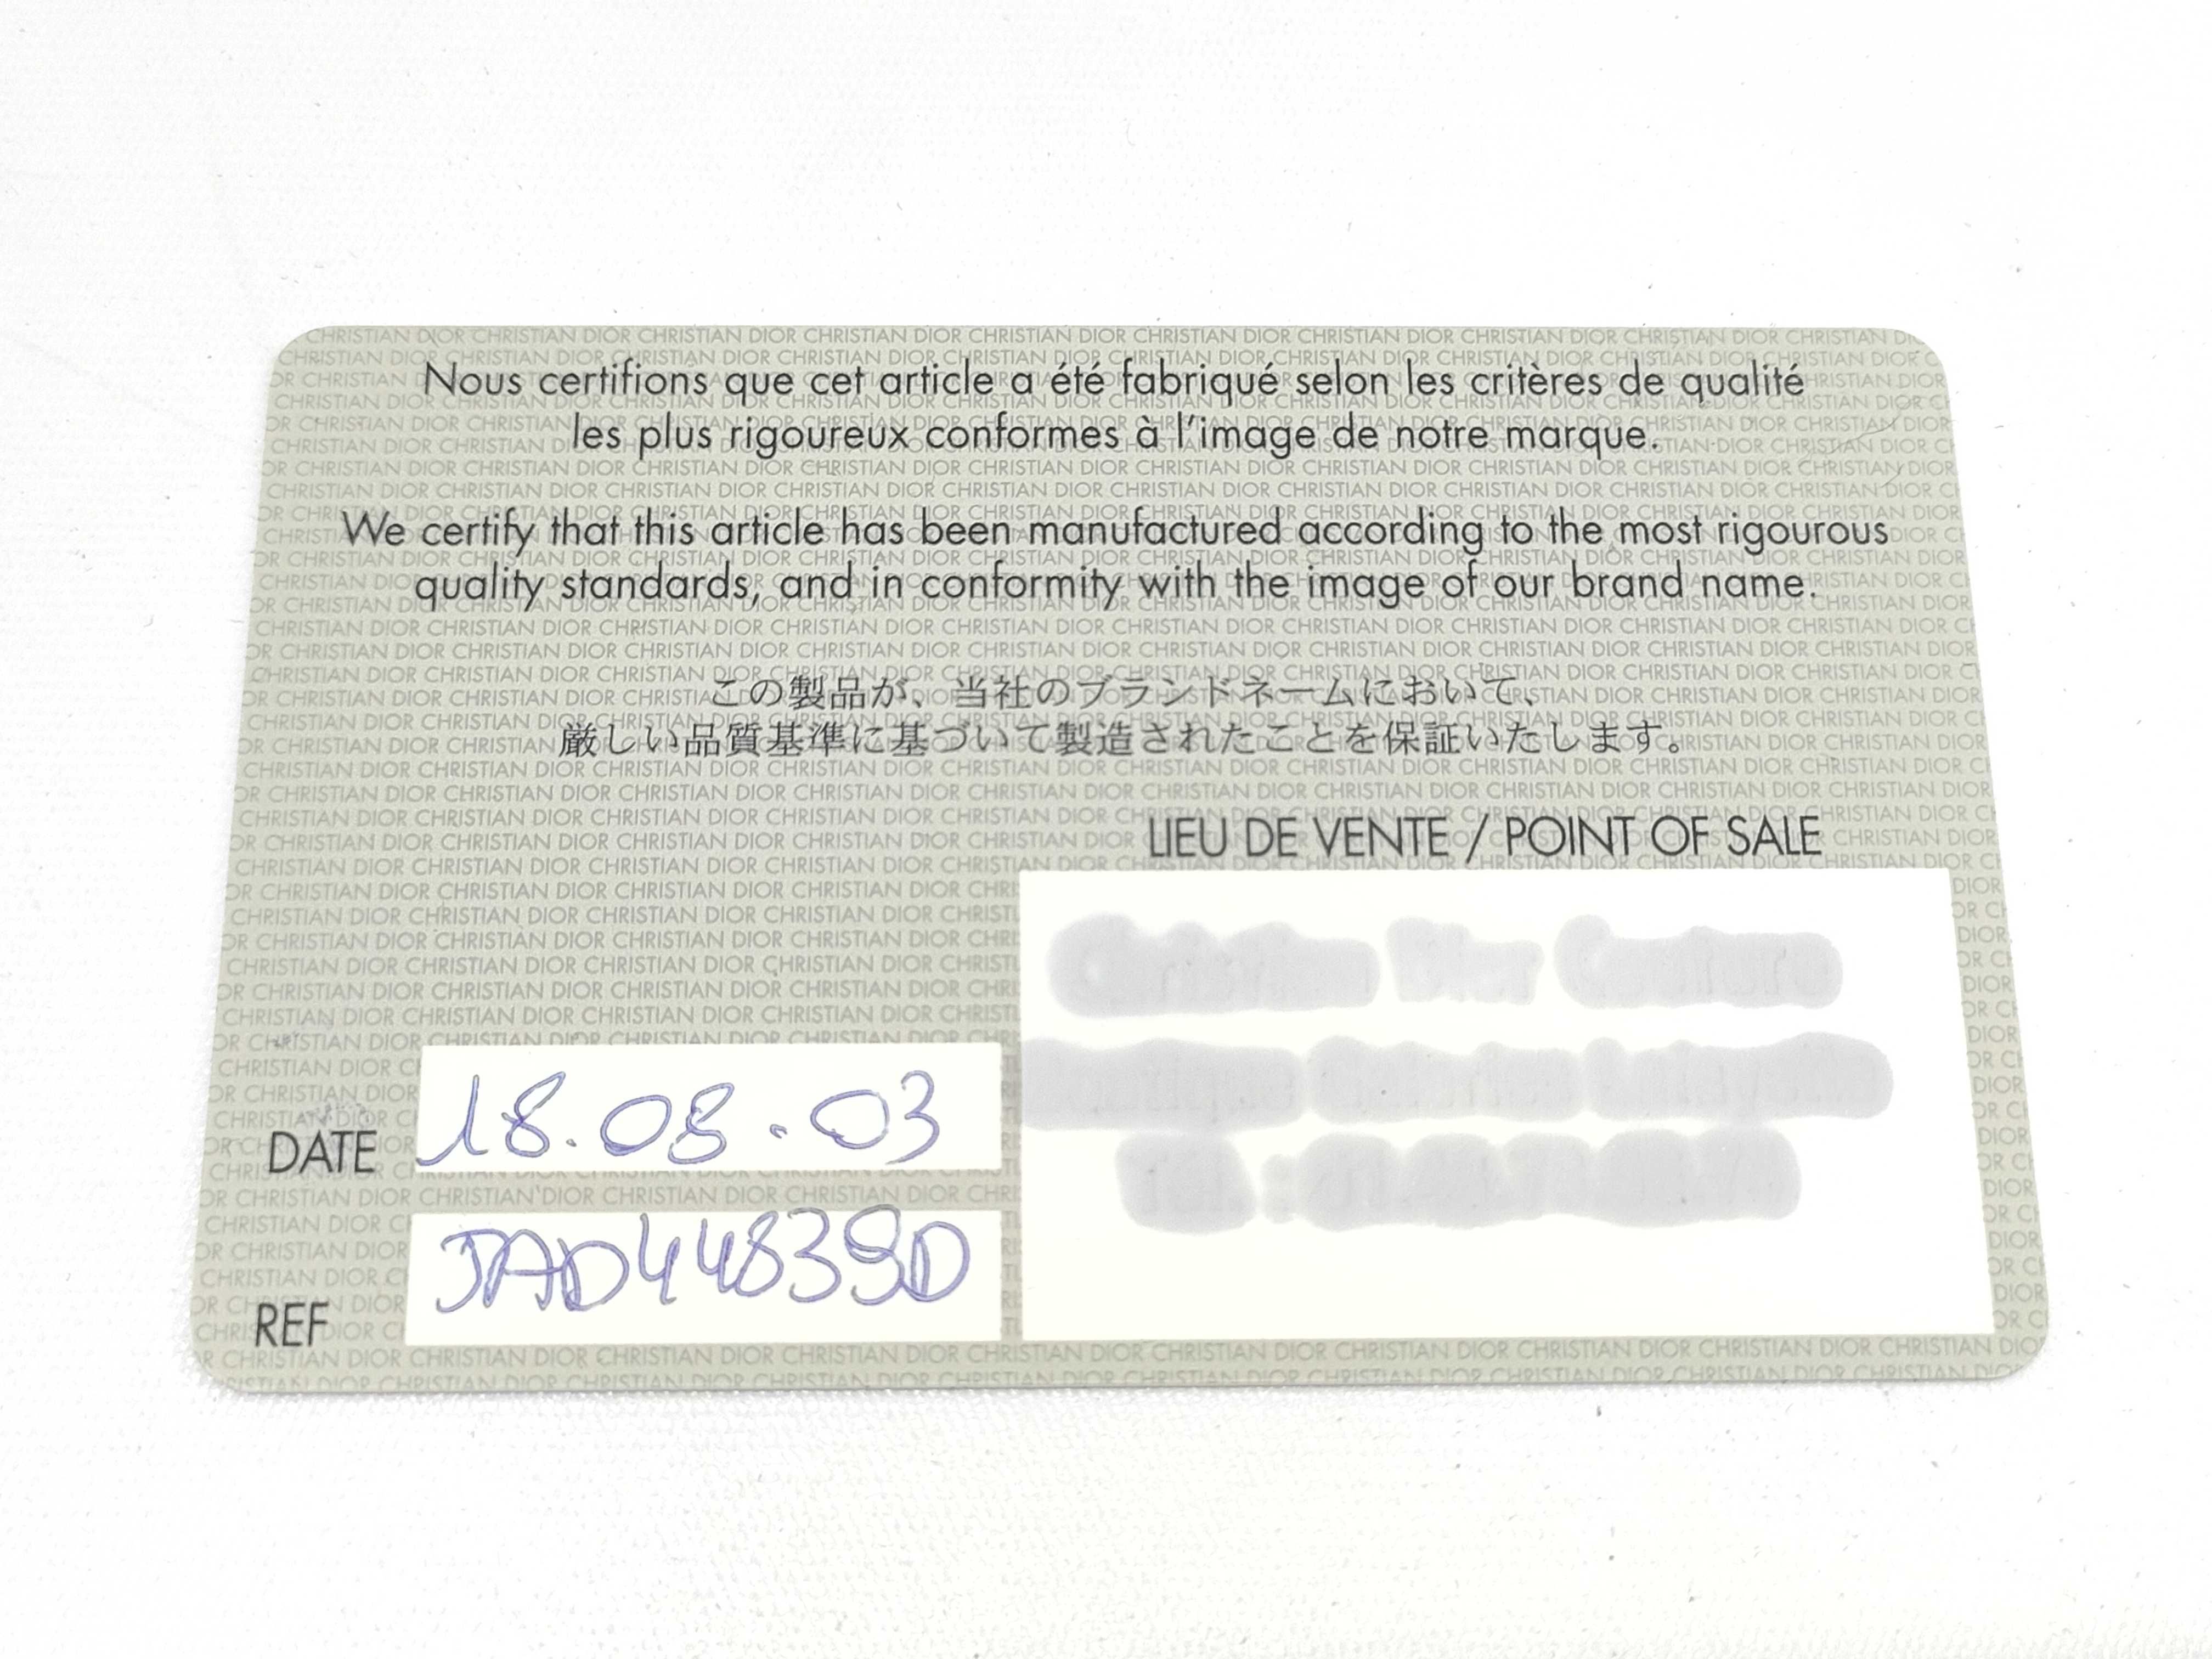 Nous certifions que cet article a été fabriqué selon les critères de qualité
les plus rigoureux conformes à l'image de notre marque.
We certify that this article has been manufactured according to the most rigourous
quality standards, and in conformity with the image of our brand name.
この製品が、当社のブランドネームにおいて、
厳しい品質基準に基づいて製造されたことを保証いたします。
LIEU DE VENTE / POINT OF SALE
DATE 18.08.03
REF JAD44839D